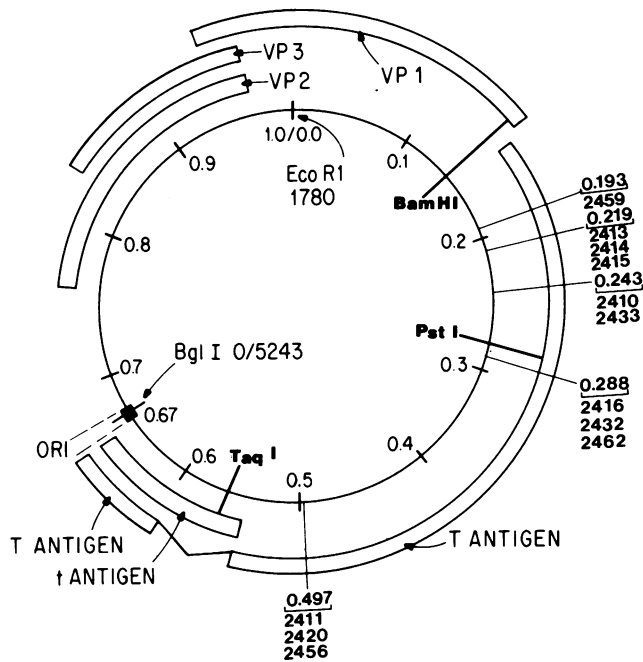 VP 3
VP2
VP 1
1.0/0.0
Eco R1
1780
0.1
0.9
BamHI
0.193
2459
0.219
2413
2414
2415
0.2
0.8
0.243
2410
2433
Pst I
Bgl I 0/5243
0.7
0.3
0.288
2416
2432
2462
0.67
ORI
0.6
Taq I
0.4
0.5
T ANTIGEN
t ANTIGEN
T ANTIGEN
0.497
2411
2420
2456